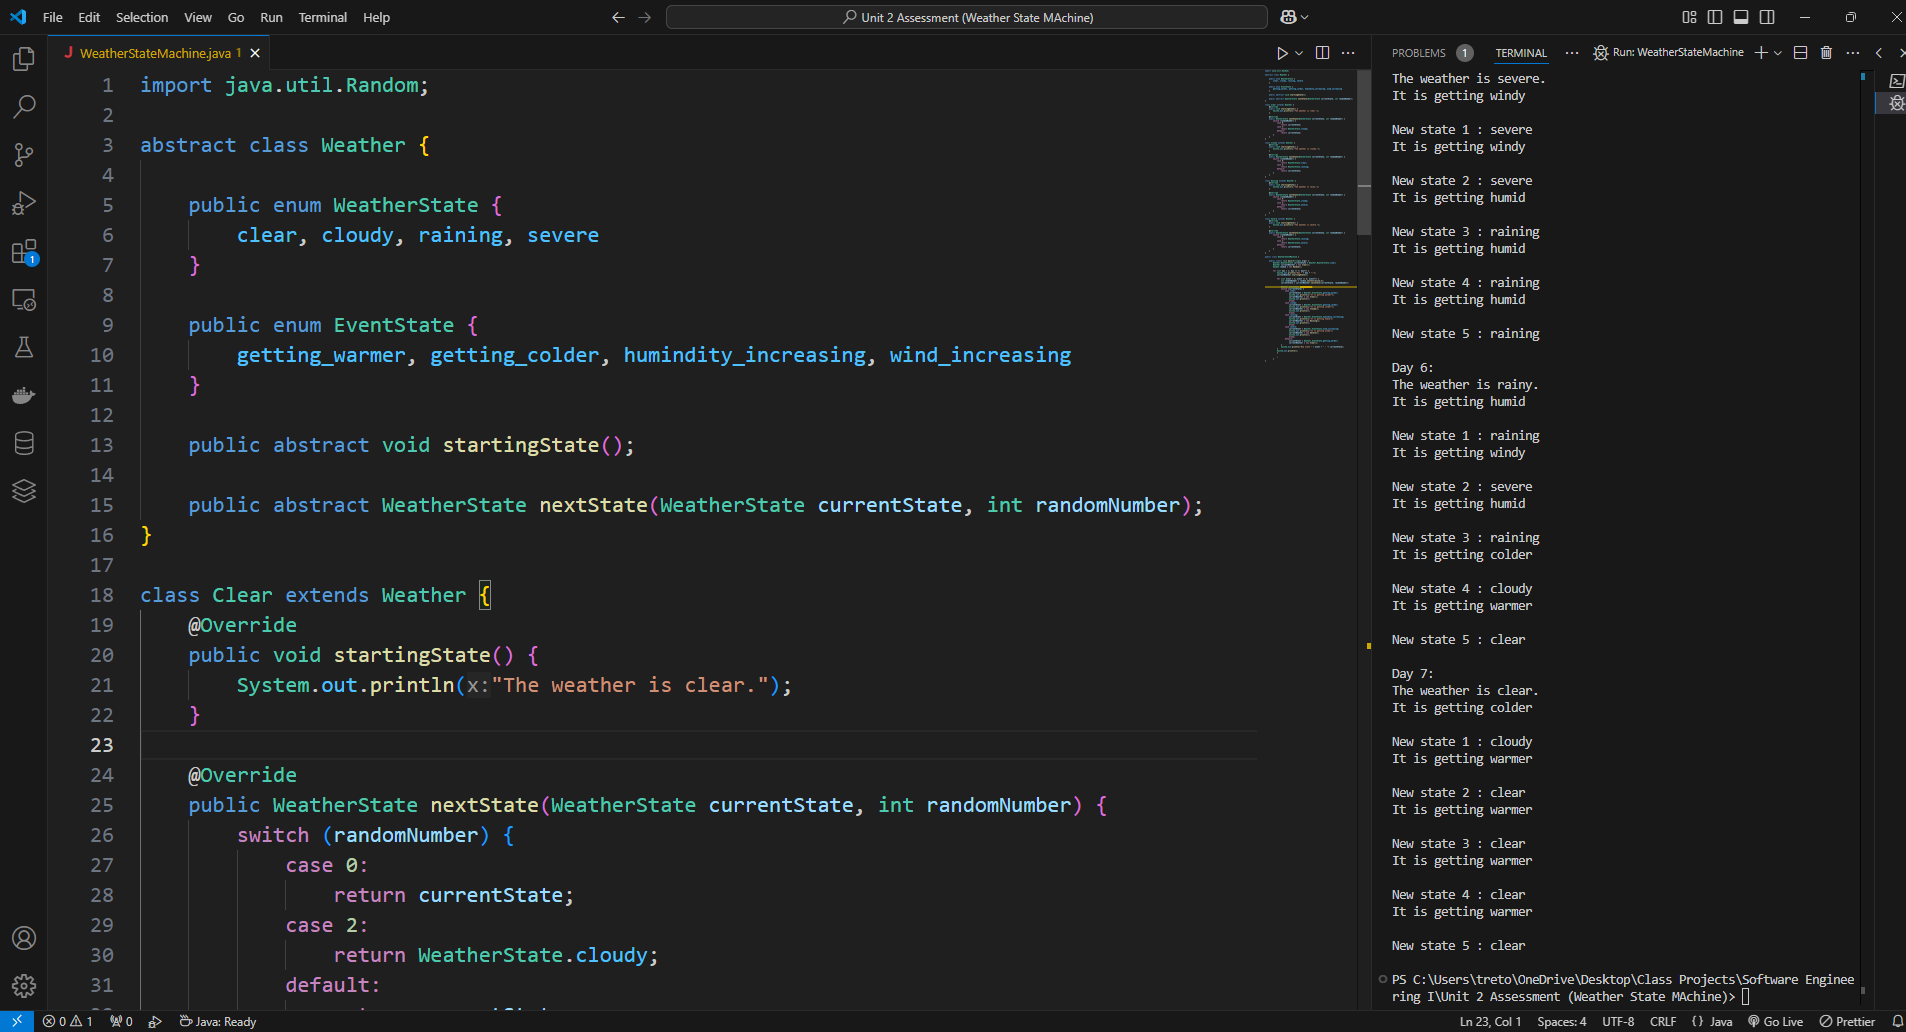 File Edit Selection View Go Run Terminal Help
Unit 2 Assessment (Weather State MAchine)
WeatherStateMachine.java 1
1 import java.util.Random;
2
3 abstract class Weather {
4
5 public enum WeatherState {
6 clear, cloudy, raining, severe
7 }
8
9 public enum EventState {
10 getting_warmer, getting_colder, humindity_increasing, wind_increasing
11 }
12
13 public abstract void startingState();
14
15 public abstract WeatherState nextState(WeatherState currentState, int randomNumber);
16 }
17
18 class Clear extends Weather {
19 @Override
20 public void startingState() {
21 System.out.println(x:"The weather is clear.");
22 }
23
24 @Override
25 public WeatherState nextState(WeatherState currentState, int randomNumber) {
26 switch (randomNumber) {
27 case 0:
28 return currentState;
29 case 2:
30 return WeatherState.cloudy;
31 default:
PROBLEMS 1 TERMINAL Run: WeatherStateMachine
The weather is severe.
It is getting windy
New state 1 : severe
It is getting windy
New state 2 : severe
It is getting humid
New state 3 : raining
It is getting humid
New state 4 : raining
It is getting humid
New state 5 : raining
Day 6:
The weather is rainy.
It is getting humid
New state 1 : raining
It is getting windy
New state 2 : severe
It is getting humid
New state 3 : raining
It is getting colder
New state 4 : cloudy
It is getting warmer
New state 5 : clear
Day 7:
The weather is clear.
It is getting colder
New state 1 : cloudy
It is getting warmer
New state 2 : clear
It is getting warmer
New state 3 : clear
It is getting warmer
New state 4 : clear
It is getting warmer
New state 5 : clear
PS C:\Users\treto\OneDrive\Desktop\Class Projects\Software Enginee
ring I\Unit 2 Assessment (Weather State MAchine)>
1
0 1 0 Java: Ready
Ln 23, Col 1 Spaces: 4 UTF-8 CRLF {} Java Go Live Prettier